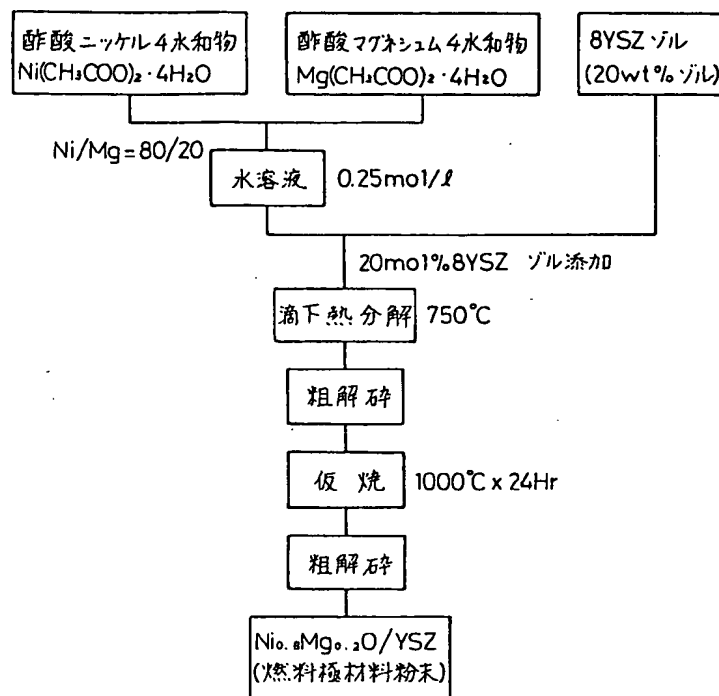 酢酸ニッケル4水和物
Ni(CH₃COO)₂・4H₂O
酢酸マグネシュム4水和物
Mg(CH₃COO)₂・4H₂O
8YSZ ゾル
(20wt%ゾル)
Ni/Mg=80/20
水溶液
0.25mol/ℓ
20mol%8YSZ ゾル添加
滴下熱分解
750℃
粗解砕
仮焼
1000℃x24Hr
粗解砕
Ni₀.₈Mg₀.₂O/YSZ
(燃料極材料粉末)